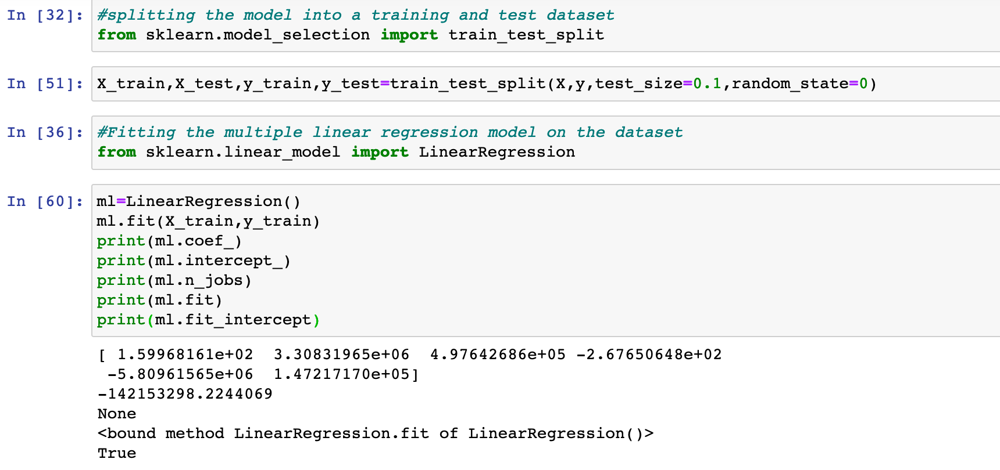 In [32]: #splitting the model into a training and test dataset
from sklearn.model_selection import train_test_split
In [51]: X_train,X_test,y_train,y_test=train_test_split(X,y,test_size=0.1,random_state=0)
In [36]: #Fitting the multiple linear regression model on the dataset
from sklearn.linear_model import LinearRegression
In [60]: ml=LinearRegression()
ml.fit(X_train,y_train)
print(ml.coef_)
print(ml.intercept_)
print(ml.n_jobs)
print(ml.fit)
print(ml.fit_intercept)
[ 1.59968161e+02  3.30831965e+06  4.97642686e+05 -2.67650648e+02
 -5.80961565e+06  1.47217170e+05]
-142153298.2244069
None
<bound method LinearRegression.fit of LinearRegression()>
True